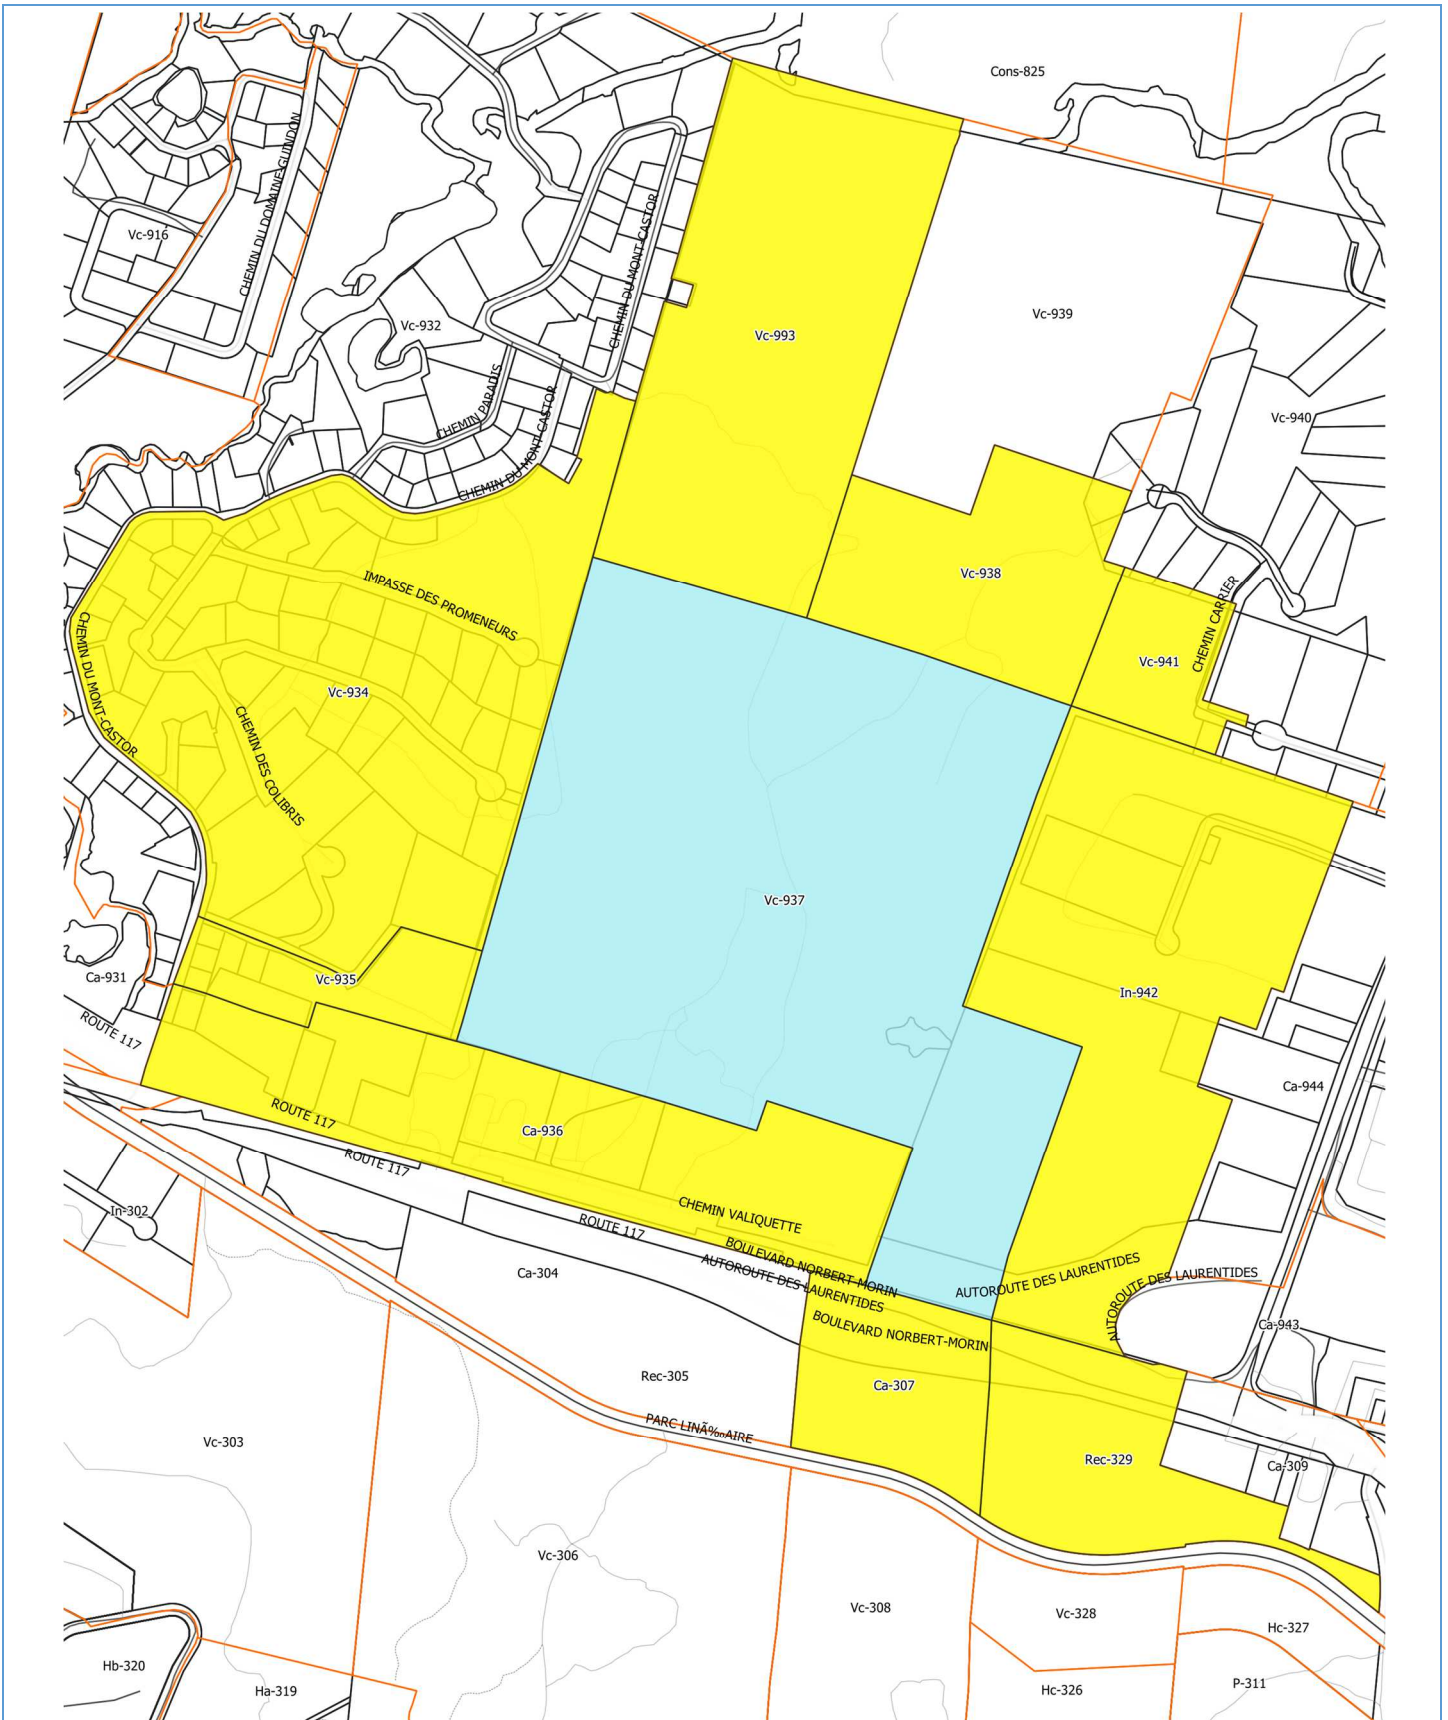 Cons-825
CHEMIN DU DOMAINE-GUINDON
Vc-916
CHEMIN DU MONT-CASTOR
Vc-932
Vc-993
Vc-939
CHEMIN PARADIS
CHEMIN DU MONT-CASTOR
Vc-940
IMPASSE DES PROMENEURS
Vc-938
CHEMIN CARRIER
CHEMIN DU MONT-CASTOR
Vc-934
Vc-941
CHEMIN DES COLIBRIS
Vc-937
Ca-931
Vc-935
In-942
ROUTE 117
Ca-944
ROUTE 117
Ca-936
ROUTE 117
In-302
CHEMIN VALIQUETTE
ROUTE 117
BOULEVARD NORBERT-MORIN
AUTOROUTE DES LAURENTIDES
AUTOROUTE DES LAURENTIDES
AUTOROUTE DES LAURENTIDES
Ca-304
BOULEVARD NORBERT-MORIN
Ca-943
Rec-305
Ca-307
PARC LINÃ‰AIRE
Vc-303
Rec-329
Ca-309
Vc-306
Vc-308
Vc-328
Hc-327
Hb-320
Ha-319
Hc-326
P-311